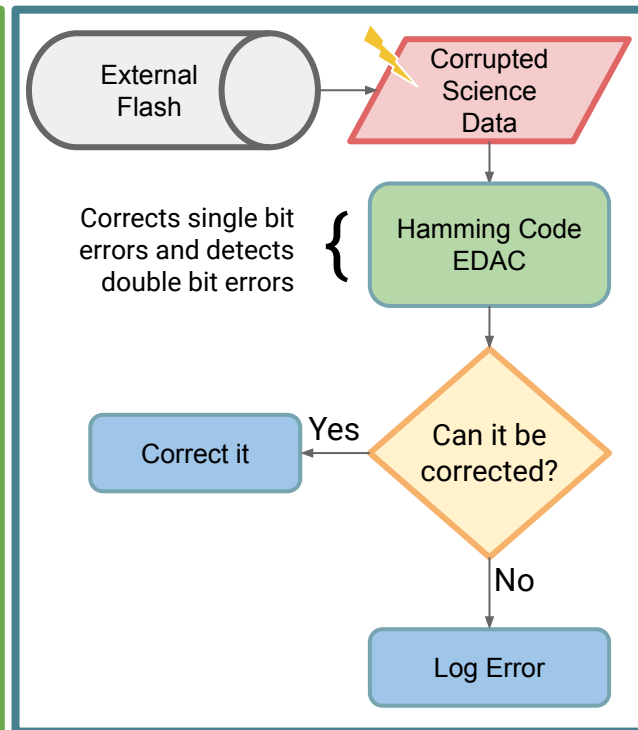 External
Flash
Corrupted
Science
Data
Corrects single bit
errors and detects
double bit errors
{
Hamming Code
EDAC
Can it be
corrected?
Yes
Correct it
No
Log Error